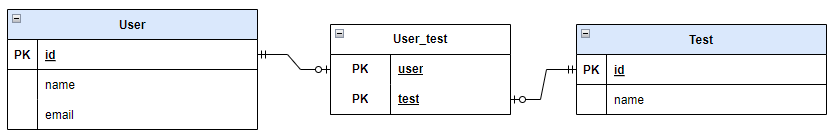 User
PK id
name
email
User_test
PK user
PK test
Test
PK id
name